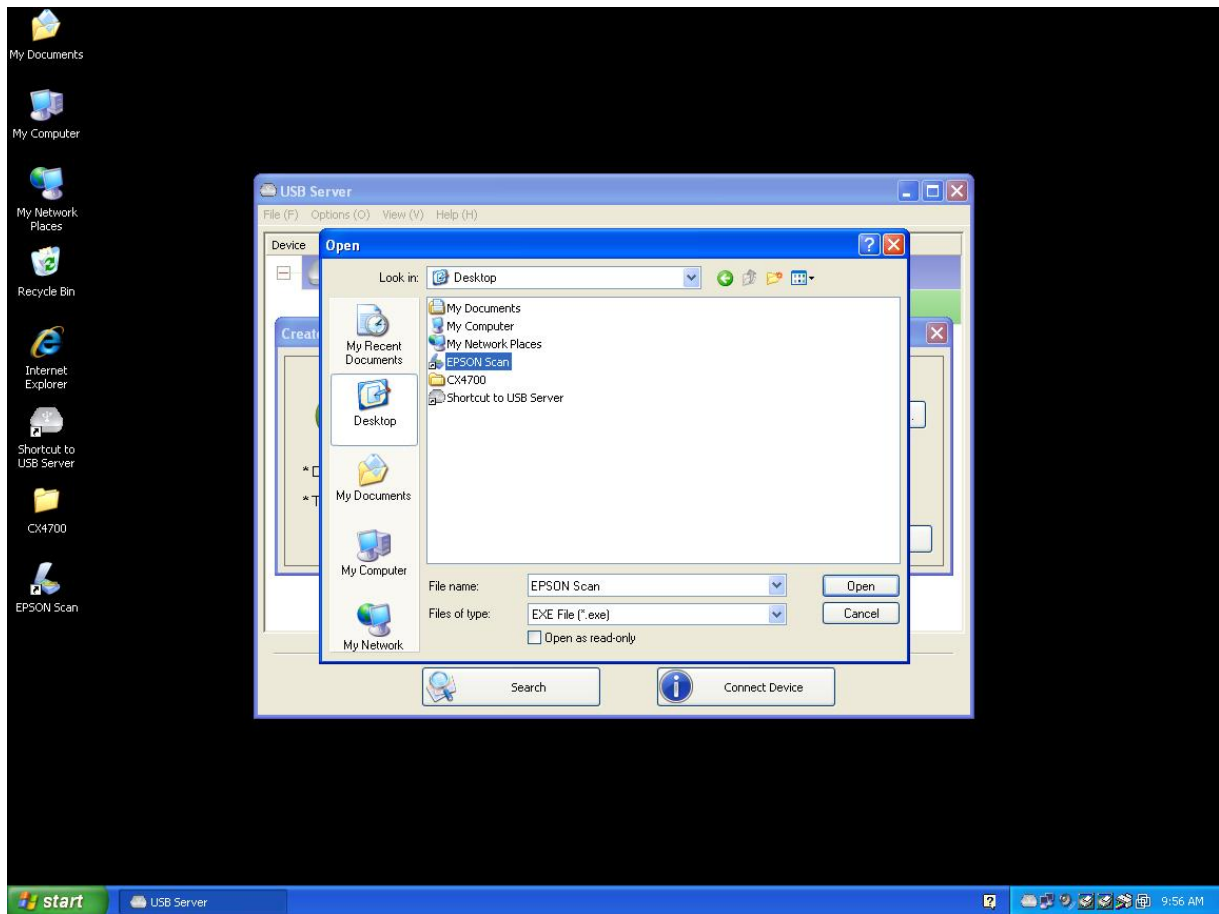 My Documents
My Computer
My Network
Places
Recycle Bin
Internet
Explorer
Shortcut to
USB Server
CX4700
EPSON Scan
USB Server
File (F) Options (O) View (V) Help (H)
Device
Open
Look in: Desktop
My Recent
Documents
Desktop
My Documents
My Computer
My Network
My Documents
My Computer
My Network Places
EPSON Scan
CX4700
Shortcut to USB Server
File name: EPSON Scan Open
Files of type: EXE File (*.exe) Cancel
Open as read-only
Search Connect Device
start USB Server 9:56 AM